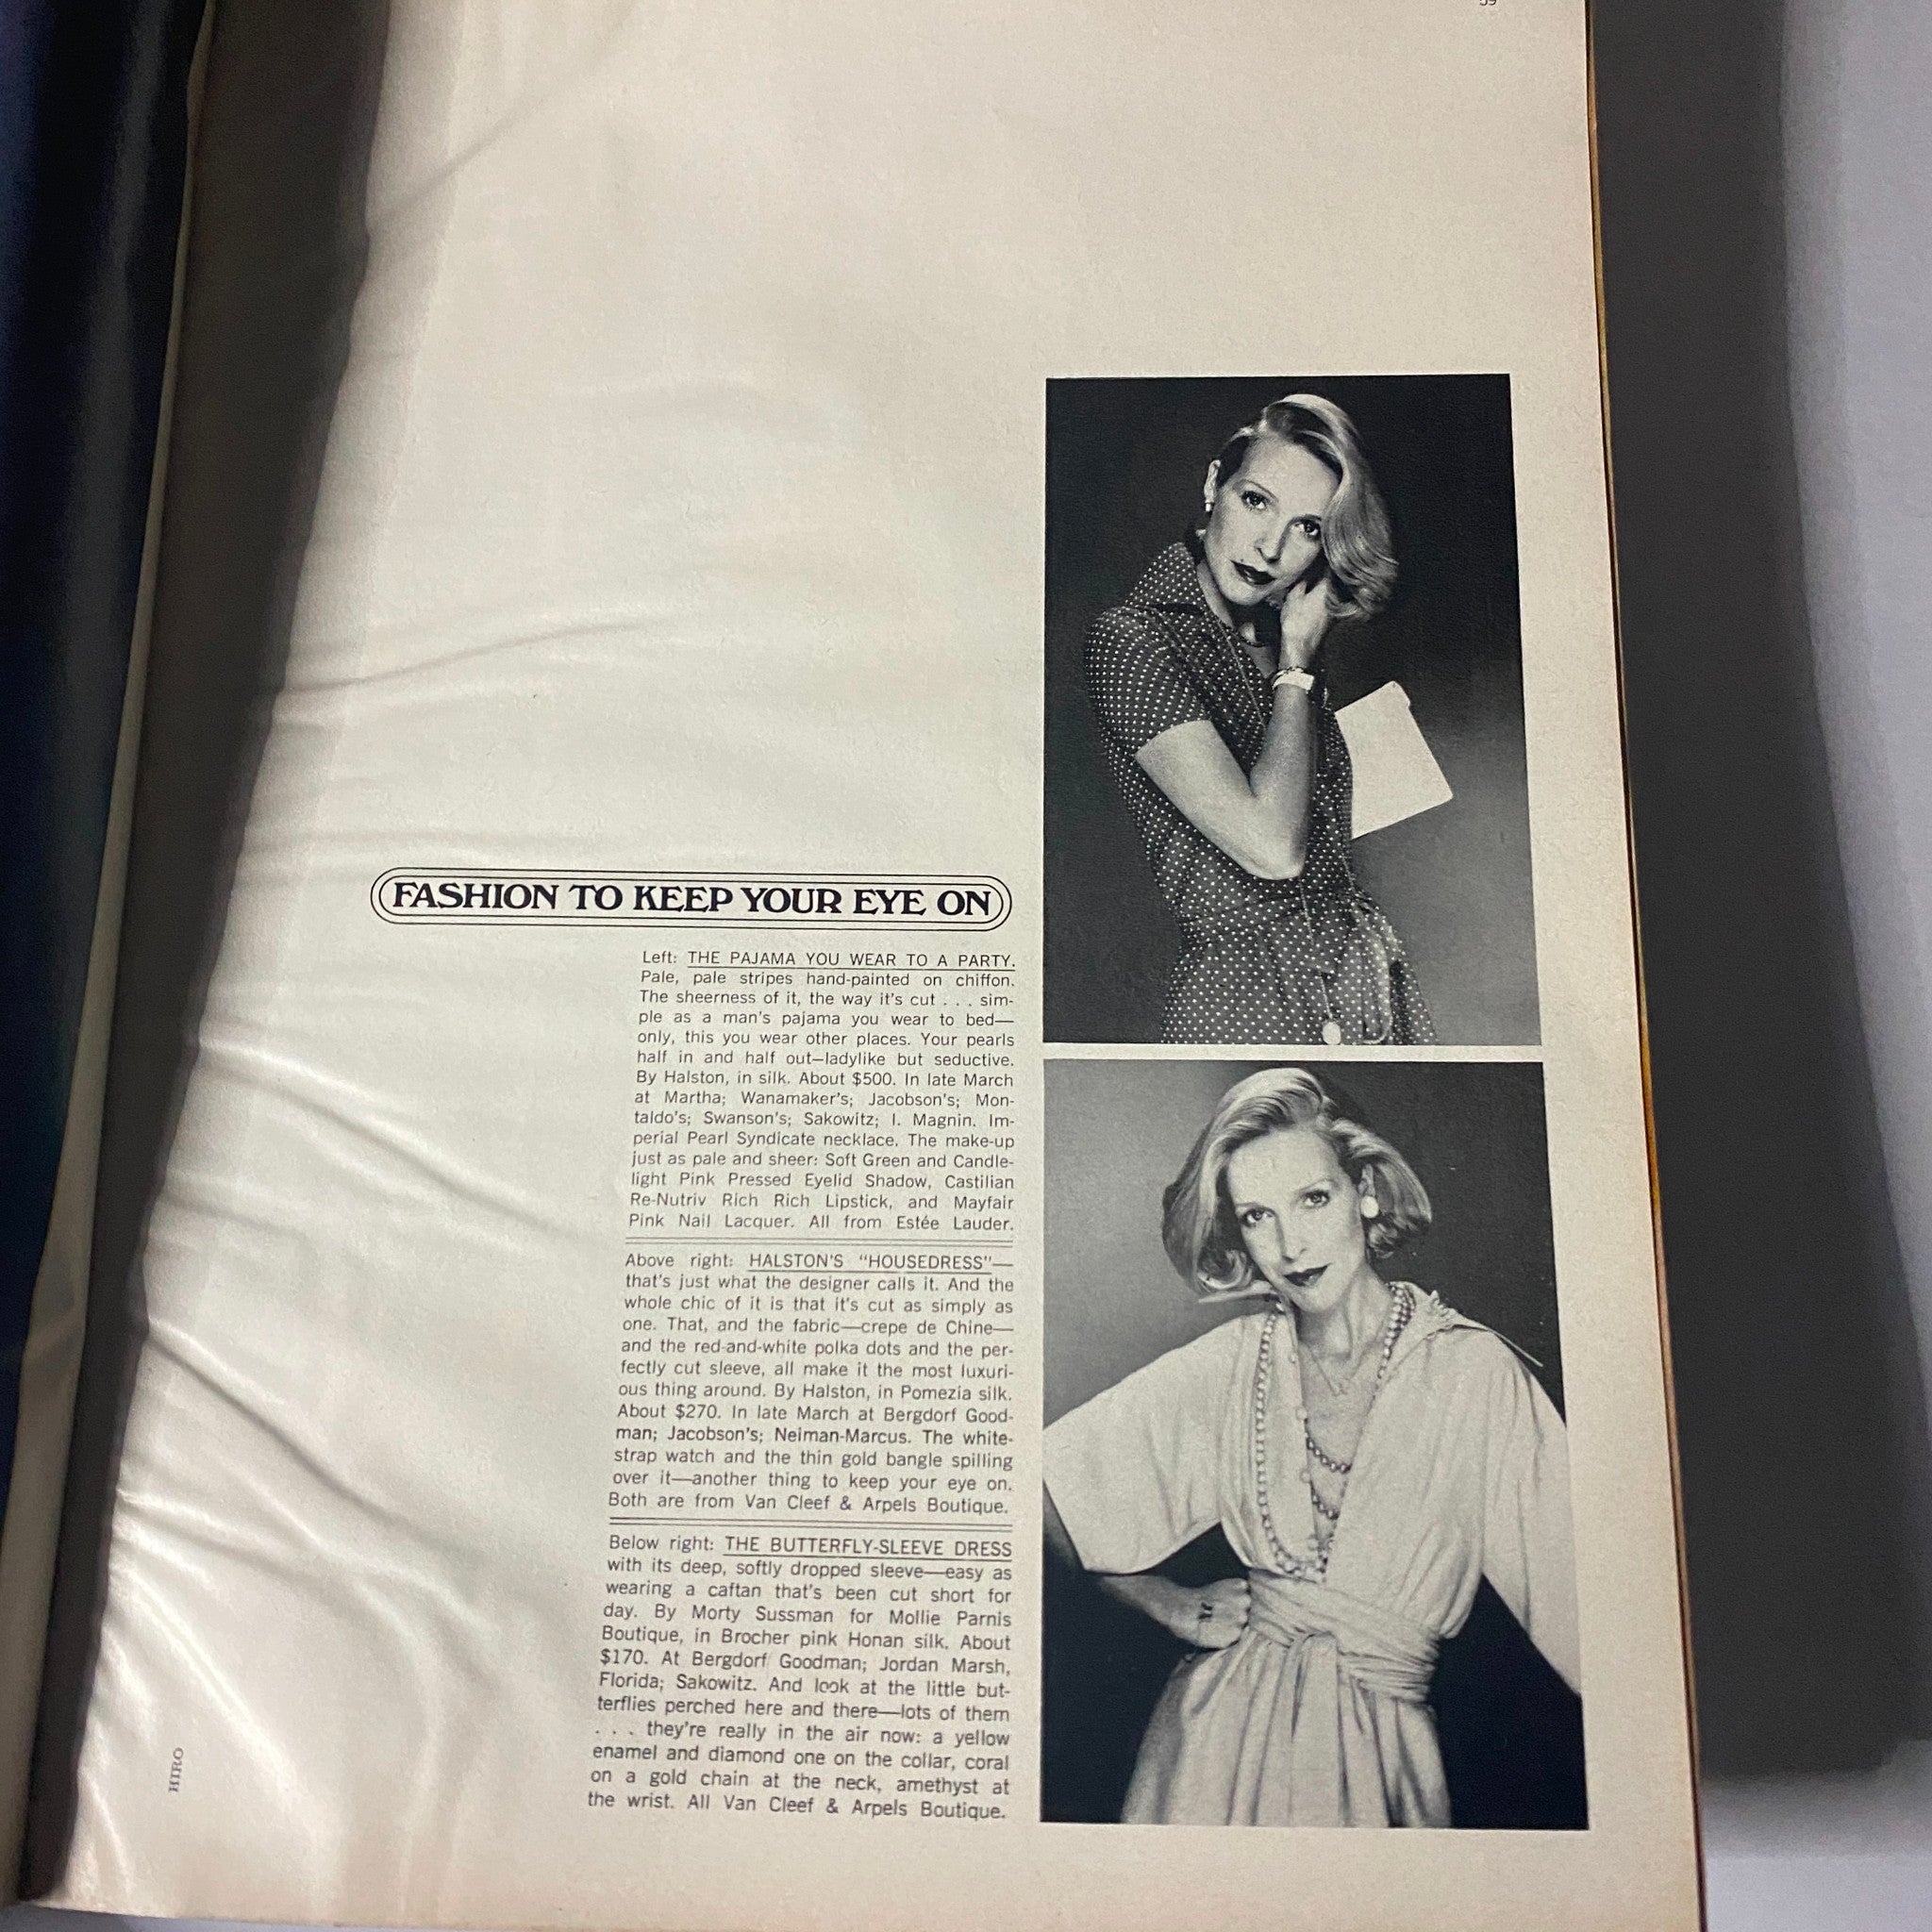 59
FASHION TO KEEP YOUR EYE ON
Left: THE PAJAMA YOU WEAR TO A PARTY.
Pale, pale stripes hand-painted on chiffon.
The sheerness of it, the way it's cut . . . sim-
ple as a man's pajama you wear to bed—
only, this you wear other places. Your pearls
half in and half out—ladylike but seductive.
By Halston, in silk. About $500. In late March
at Martha; Wanamaker's; Jacobson's; Mon-
taldo's; Swanson's; Sakowitz; I. Magnin. Im-
perial Pearl Syndicate necklace. The make-up
just as pale and sheer: Soft Green and Candle-
light Pink Pressed Eyelid Shadow, Castilian
Re-Nutriv Rich Rich Lipstick, and Mayfair
Pink Nail Lacquer. All from Estée Lauder.
Above right: HALSTON'S "HOUSEDRESS"—
that's just what the designer calls it. And the
whole chic of it is that it's cut as simply as
one. That, and the fabric—crepe de Chine—
and the red-and-white polka dots and the per-
fectly cut sleeve, all make it the most luxuri-
ous thing around. By Halston, in Pomezia silk.
About $270. In late March at Bergdorf Good-
man; Jacobson's; Neiman-Marcus. The white-
strap watch and the thin gold bangle spilling
over it—another thing to keep your eye on.
Both are from Van Cleef & Arpels Boutique.
Below right: THE BUTTERFLY-SLEEVE DRESS
with its deep, softly dropped sleeve—easy as
wearing a caftan that's been cut short for
day. By Morty Sussman for Mollie Parnis
Boutique, in Brocher pink Honan silk. About
$170. At Bergdorf Goodman; Jordan Marsh,
Florida; Sakowitz. And look at the little but-
terflies perched here and there—lots of them
. . . they're really in the air now: a yellow
enamel and diamond one on the collar, coral
on a gold chain at the neck, amethyst at
the wrist. All Van Cleef & Arpels Boutique.
HIRO